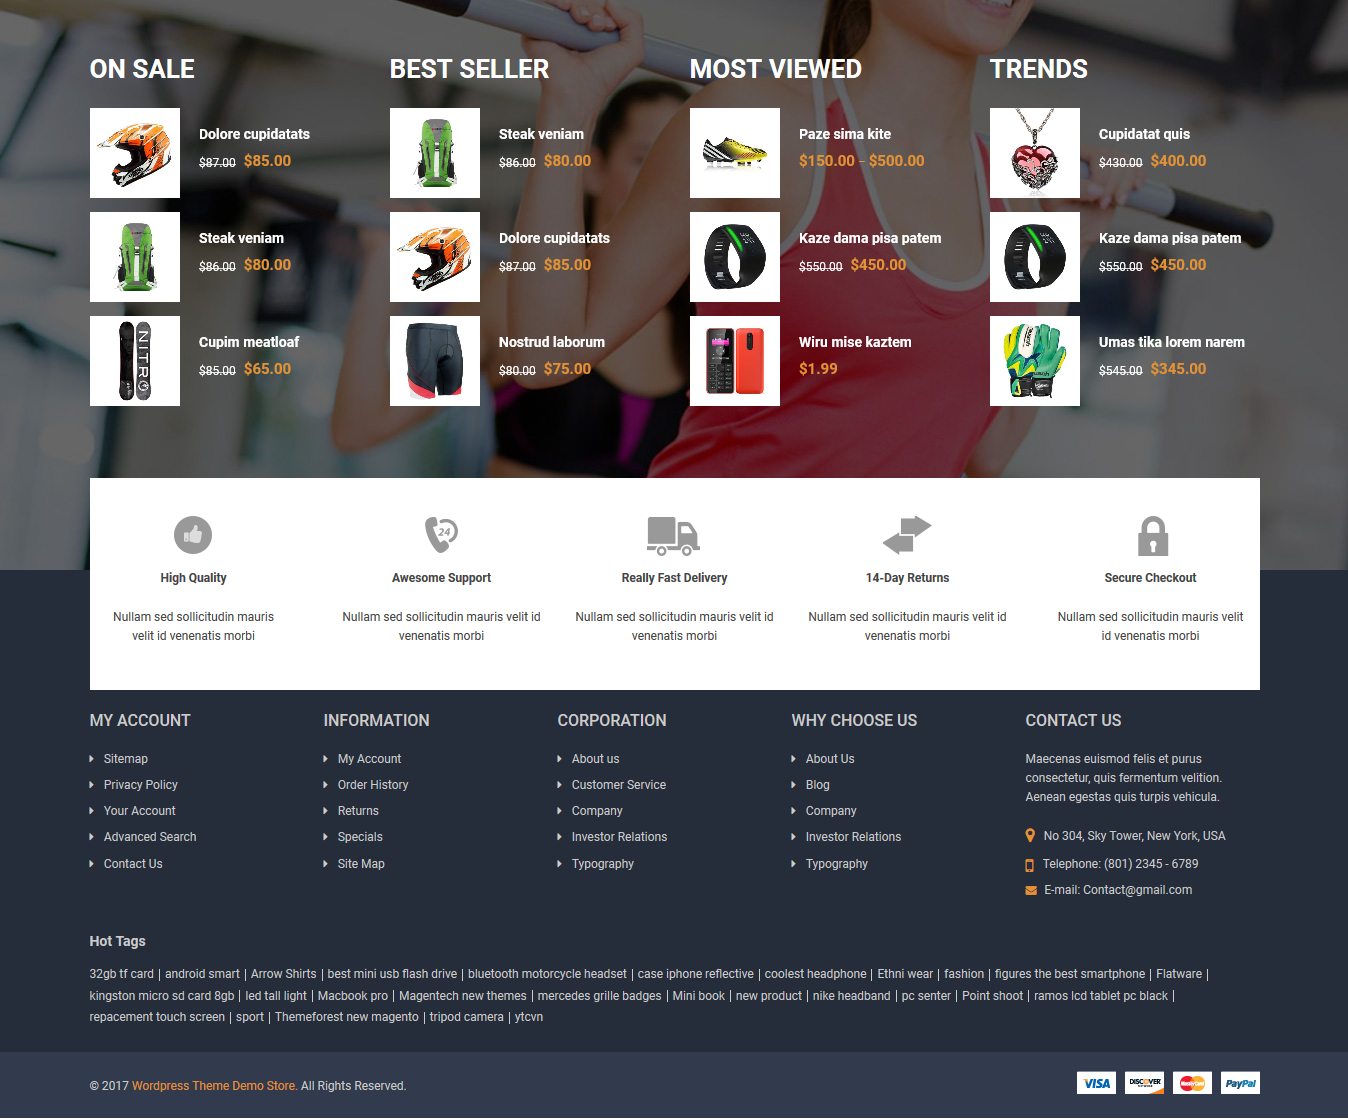 ON SALE
Dolore cupidatats
$87.00 $85.00
Steak veniam
$86.00 $80.00
NITRO
Cupim meatloaf
$85.00 $65.00
BEST SELLER
Steak veniam
$86.00 $80.00
Dolore cupidatats
$87.00 $85.00
Nostrud laborum
$80.00 $75.00
MOST VIEWED
Paze sima kite
$150.00 – $500.00
Kaze dama pisa patem
$550.00 $450.00
Wiru mise kaztem
$1.99
TRENDS
Cupidatat quis
$430.00 $400.00
Kaze dama pisa patem
$550.00 $450.00
Umas tika lorem narem
$545.00 $345.00
High Quality
Nullam sed sollicitudin mauris
velit id venenatis morbi
24
Awesome Support
Nullam sed sollicitudin mauris velit id
venenatis morbi
Really Fast Delivery
Nullam sed sollicitudin mauris velit id
venenatis morbi
14-Day Returns
Nullam sed sollicitudin mauris velit id
venenatis morbi
Secure Checkout
Nullam sed sollicitudin mauris velit
id venenatis morbi
MY ACCOUNT
Sitemap
Privacy Policy
Your Account
Advanced Search
Contact Us
INFORMATION
My Account
Order History
Returns
Specials
Site Map
CORPORATION
About us
Customer Service
Company
Investor Relations
Typography
WHY CHOOSE US
About Us
Blog
Company
Investor Relations
Typography
CONTACT US
Maecenas euismod felis et purus
consectetur, quis fermentum velition.
Aenean egestas quis turpis vehicula.
No 304, Sky Tower, New York, USA
Telephone: (801) 2345 - 6789
E-mail: Contact@gmail.com
Hot Tags
32gb tf card | android smart | Arrow Shirts | best mini usb flash drive | bluetooth motorcycle headset | case iphone reflective | coolest headphone | Ethni wear | fashion | figures the best smartphone | Flatware |
kingston micro sd card 8gb | led tall light | Macbook pro | Magentech new themes | mercedes grille badges | Mini book | new product | nike headband | pc senter | Point shoot | ramos lcd tablet pc black |
repacement touch screen | sport | Themeforest new magento | tripod camera | ytcvn
© 2017 Wordpress Theme Demo Store. All Rights Reserved.
VISA DISCOVER MasterCard PayPal